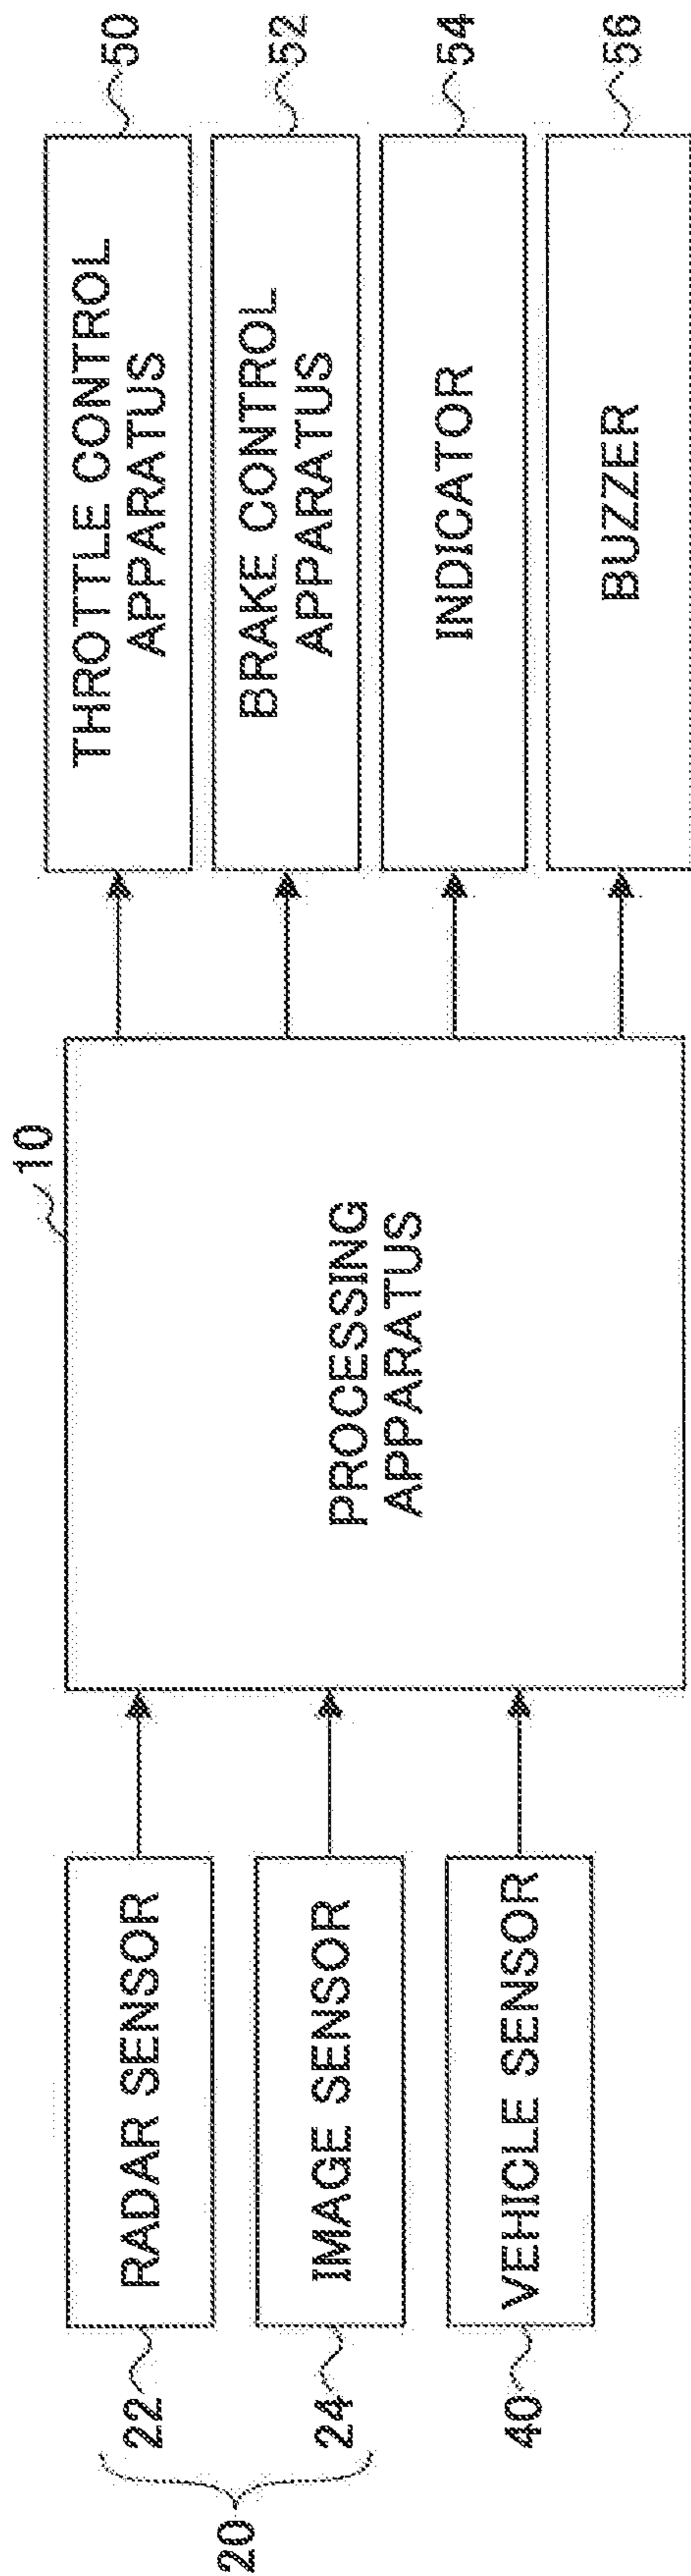 20
22
RADAR SENSOR
24
IMAGE SENSOR
40
VEHICLE SENSOR
10
PROCESSING
APPARATUS
THROTTLE CONTROL
APPARATUS
50
BRAKE CONTROL
APPARATUS
52
INDICATOR
54
BUZZER
56